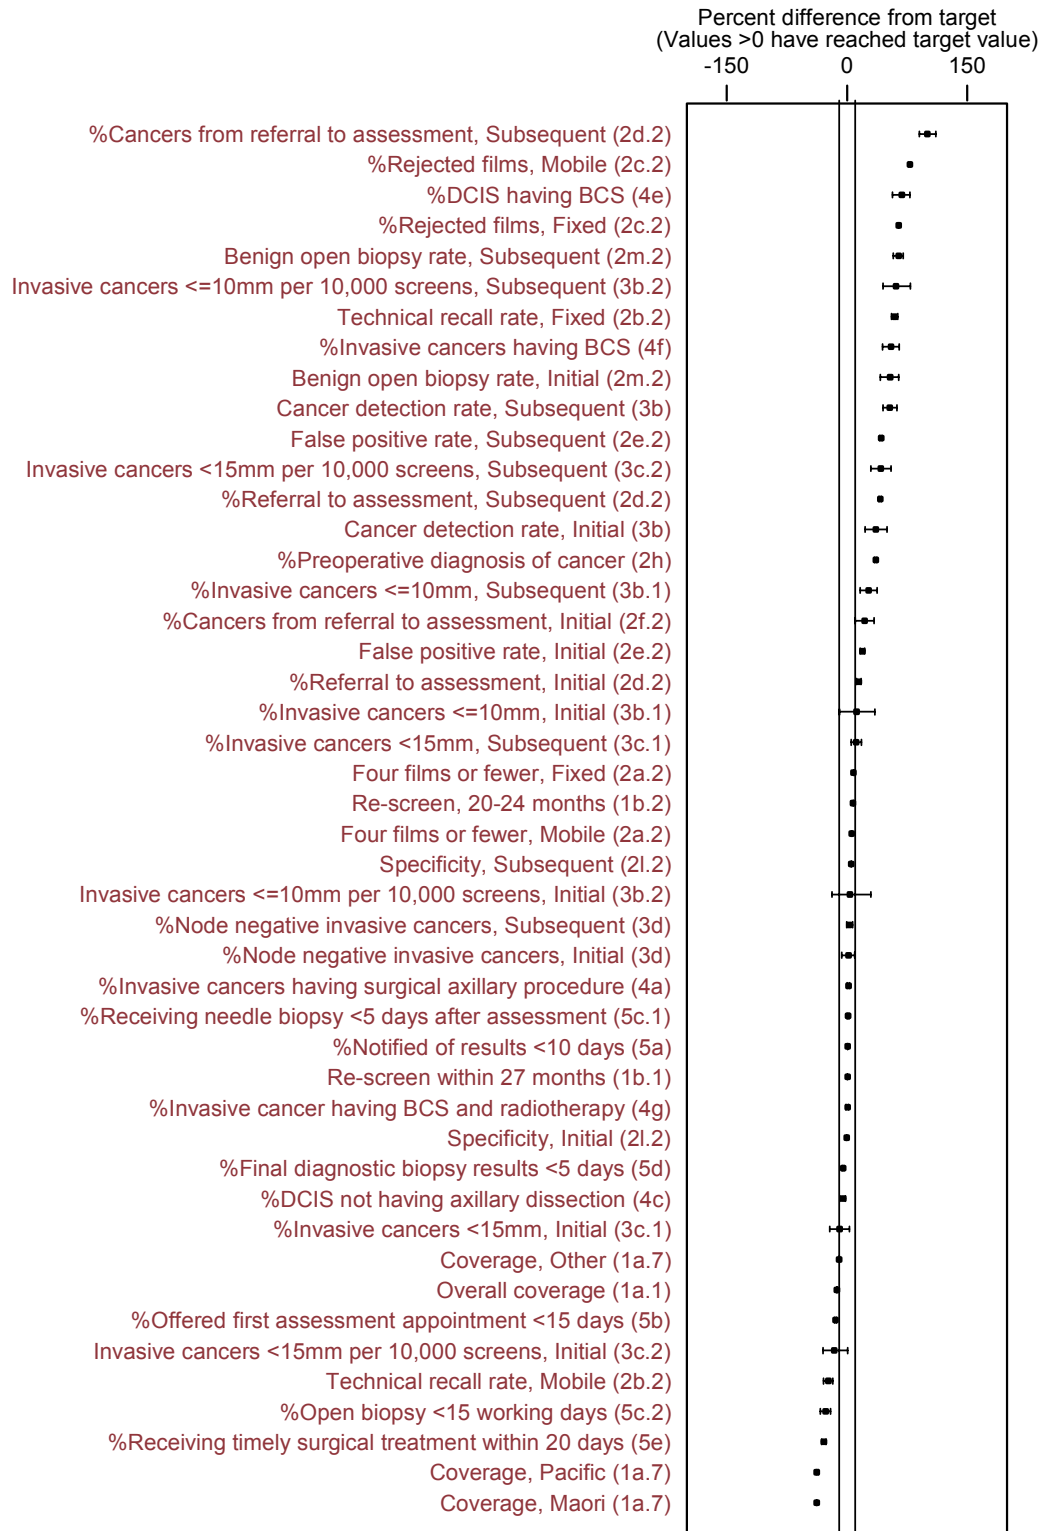 Percent difference from target
(Values >0 have reached target value)
-150 0 150
%Cancers from referral to assessment, Subsequent (2d.2)
%Rejected films, Mobile (2c.2)
%DCIS having BCS (4e)
%Rejected films, Fixed (2c.2)
Benign open biopsy rate, Subsequent (2m.2)
Invasive cancers <=10mm per 10,000 screens, Subsequent (3b.2)
Technical recall rate, Fixed (2b.2)
%Invasive cancers having BCS (4f)
Benign open biopsy rate, Initial (2m.2)
Cancer detection rate, Subsequent (3b)
False positive rate, Subsequent (2e.2)
Invasive cancers <15mm per 10,000 screens, Subsequent (3c.2)
%Referral to assessment, Subsequent (2d.2)
Cancer detection rate, Initial (3b)
%Preoperative diagnosis of cancer (2h)
%Invasive cancers <=10mm, Subsequent (3b.1)
%Cancers from referral to assessment, Initial (2f.2)
False positive rate, Initial (2e.2)
%Referral to assessment, Initial (2d.2)
%Invasive cancers <=10mm, Initial (3b.1)
%Invasive cancers <15mm, Subsequent (3c.1)
Four films or fewer, Fixed (2a.2)
Re-screen, 20-24 months (1b.2)
Four films or fewer, Mobile (2a.2)
Specificity, Subsequent (2l.2)
Invasive cancers <=10mm per 10,000 screens, Initial (3b.2)
%Node negative invasive cancers, Subsequent (3d)
%Node negative invasive cancers, Initial (3d)
%Invasive cancers having surgical axillary procedure (4a)
%Receiving needle biopsy <5 days after assessment (5c.1)
%Notified of results <10 days (5a)
Re-screen within 27 months (1b.1)
%Invasive cancer having BCS and radiotherapy (4g)
Specificity, Initial (2l.2)
%Final diagnostic biopsy results <5 days (5d)
%DCIS not having axillary dissection (4c)
%Invasive cancers <15mm, Initial (3c.1)
Coverage, Other (1a.7)
Overall coverage (1a.1)
%Offered first assessment appointment <15 days (5b)
Invasive cancers <15mm per 10,000 screens, Initial (3c.2)
Technical recall rate, Mobile (2b.2)
%Open biopsy <15 working days (5c.2)
%Receiving timely surgical treatment within 20 days (5e)
Coverage, Pacific (1a.7)
Coverage, Maori (1a.7)